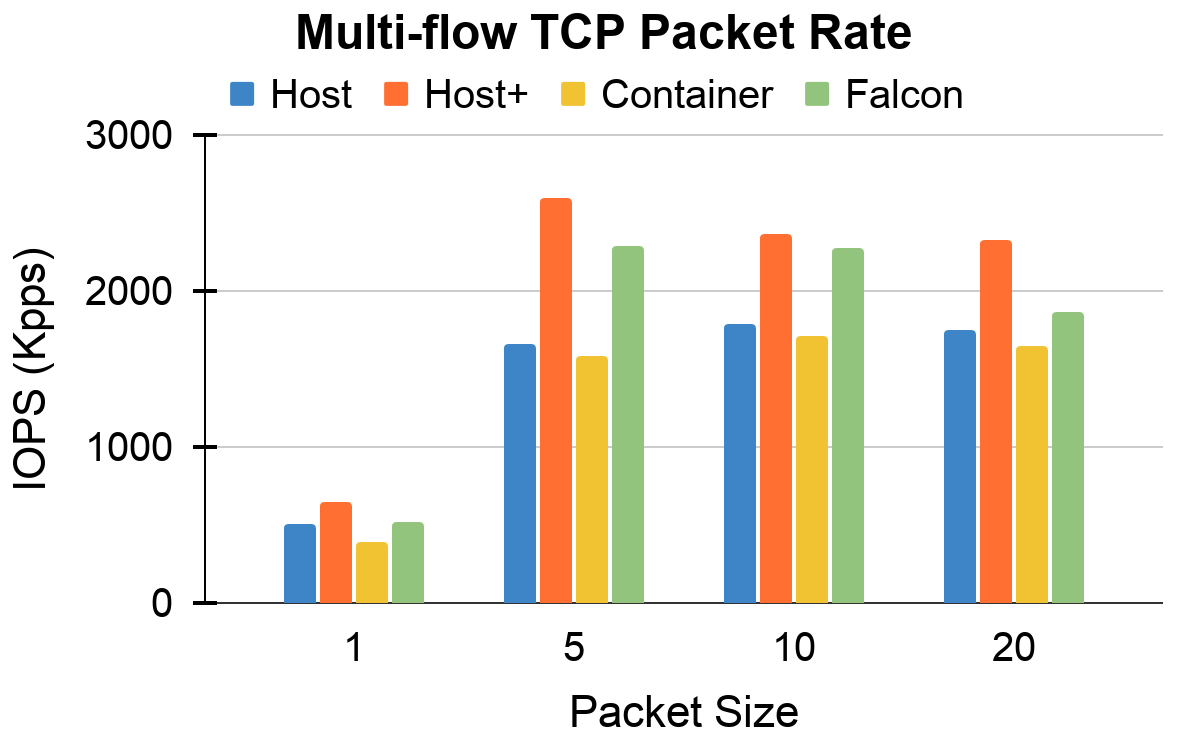 Multi-flow TCP Packet Rate
Host Host+ Container Falcon
3000
2000
1000
0
IOPS (Kpps)
1 5 10 20
Packet Size